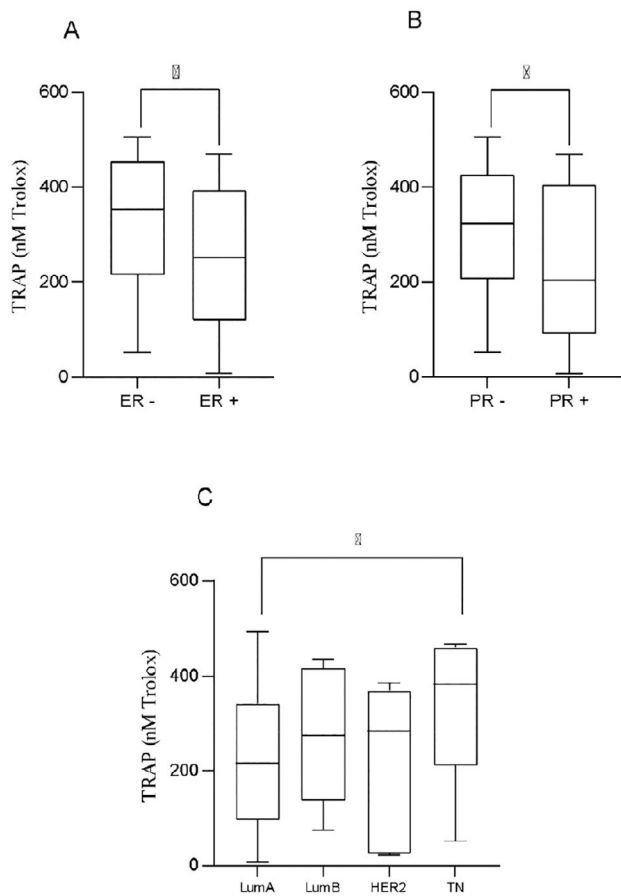 A
600
400
200
0
TRAP (nM Trolox)
ER -
ER +
B
600
400
200
0
TRAP (nM Trolox)
PR -
PR +
C
600
400
200
0
TRAP (nM Trolox)
LumA
LumB
HER2
TN